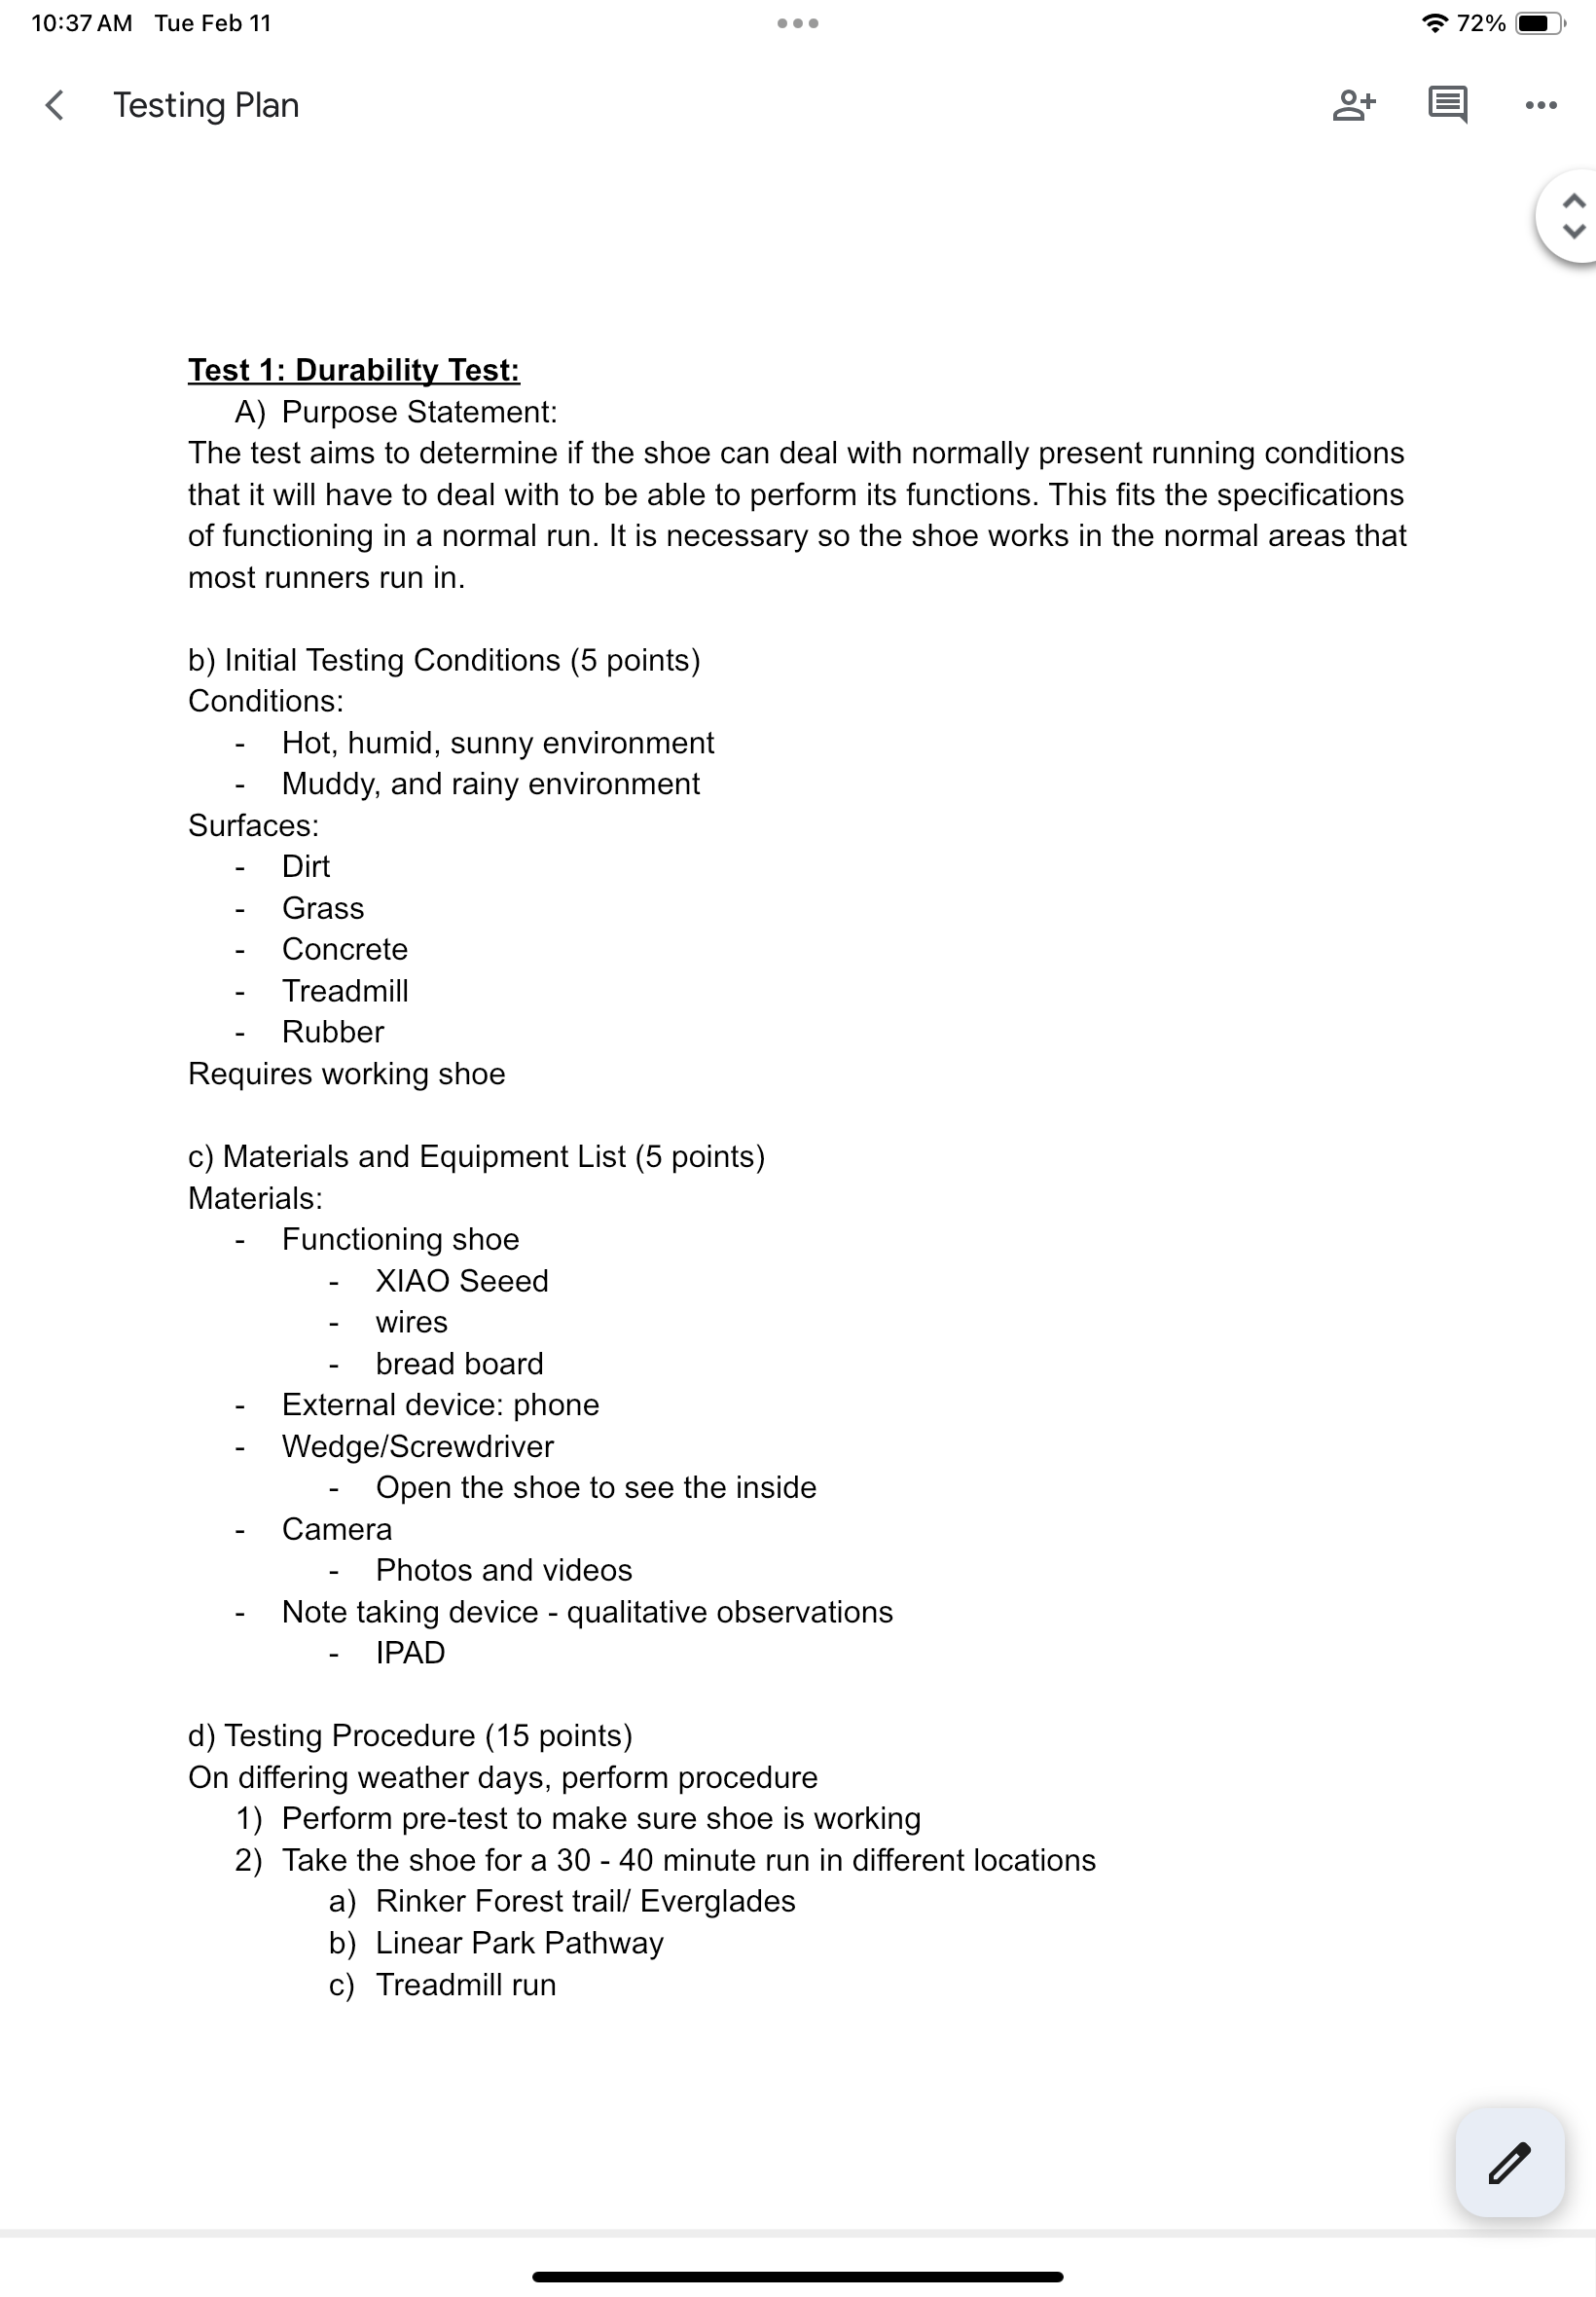 10:37 AM Tue Feb 11
72%
Testing Plan
Test 1: Durability Test:
A) Purpose Statement:
The test aims to determine if the shoe can deal with normally present running conditions
that it will have to deal with to be able to perform its functions. This fits the specifications
of functioning in a normal run. It is necessary so the shoe works in the normal areas that
most runners run in.
b) Initial Testing Conditions (5 points)
Conditions:
- Hot, humid, sunny environment
- Muddy, and rainy environment
Surfaces:
- Dirt
- Grass
- Concrete
- Treadmill
- Rubber
Requires working shoe
c) Materials and Equipment List (5 points)
Materials:
- Functioning shoe
- XIAO Seeed
- wires
- bread board
- External device: phone
- Wedge/Screwdriver
- Open the shoe to see the inside
- Camera
- Photos and videos
- Note taking device - qualitative observations
- IPAD
d) Testing Procedure (15 points)
On differing weather days, perform procedure
1) Perform pre-test to make sure shoe is working
2) Take the shoe for a 30 - 40 minute run in different locations
a) Rinker Forest trail/ Everglades
b) Linear Park Pathway
c) Treadmill run